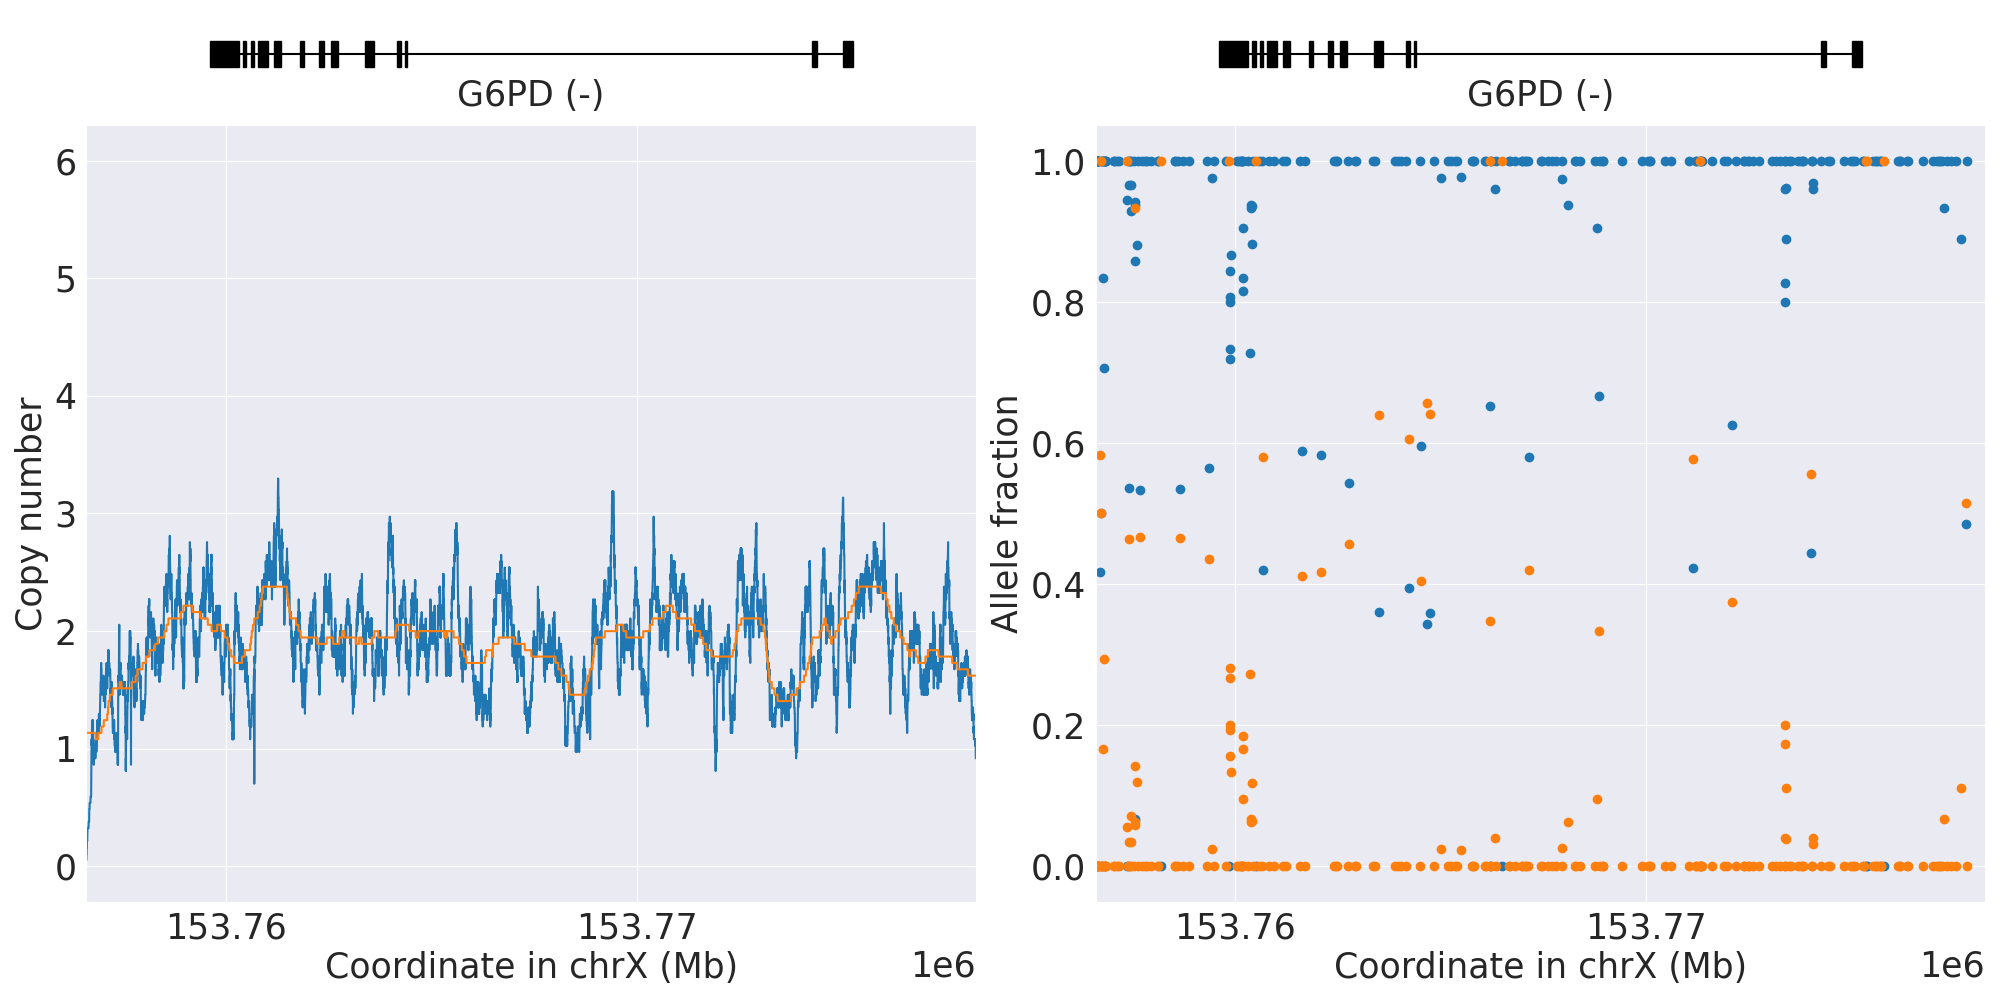 G6PD (-)
6
5
4
3
2
1
0
Copy number
153.76
153.77
Coordinate in chrX (Mb)
1e6
G6PD (-)
1.0
0.8
0.6
0.4
0.2
0.0
Allele fraction
153.76
153.77
Coordinate in chrX (Mb)
1e6